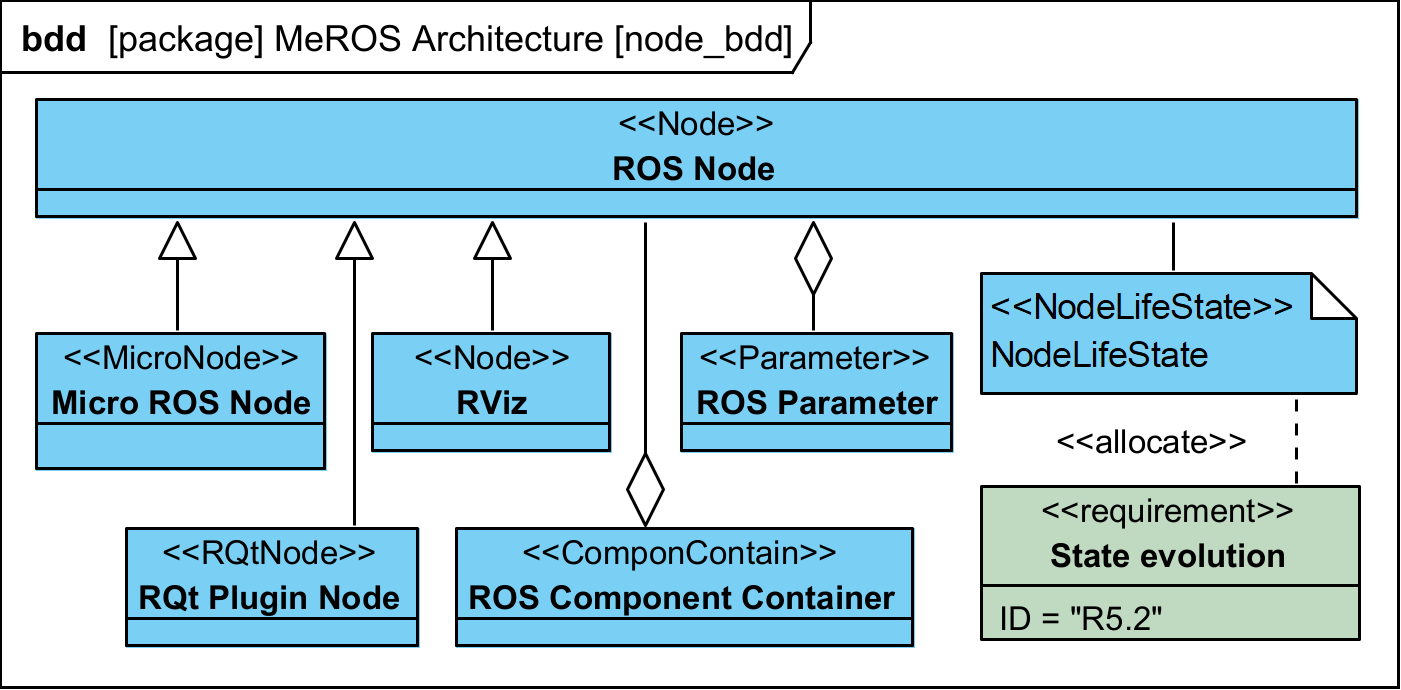 bdd [package] MeROS Architecture [node_bdd]
<<Node>>
ROS Node
<<MicroNode>>
Micro ROS Node
<<Node>>
RViz
<<Parameter>>
ROS Parameter
<<NodeLifeState>>
NodeLifeState
<<allocate>>
<<RQtNode>>
RQt Plugin Node
<<ComponContain>>
ROS Component Container
<<requirement>>
State evolution
ID = "R5.2"